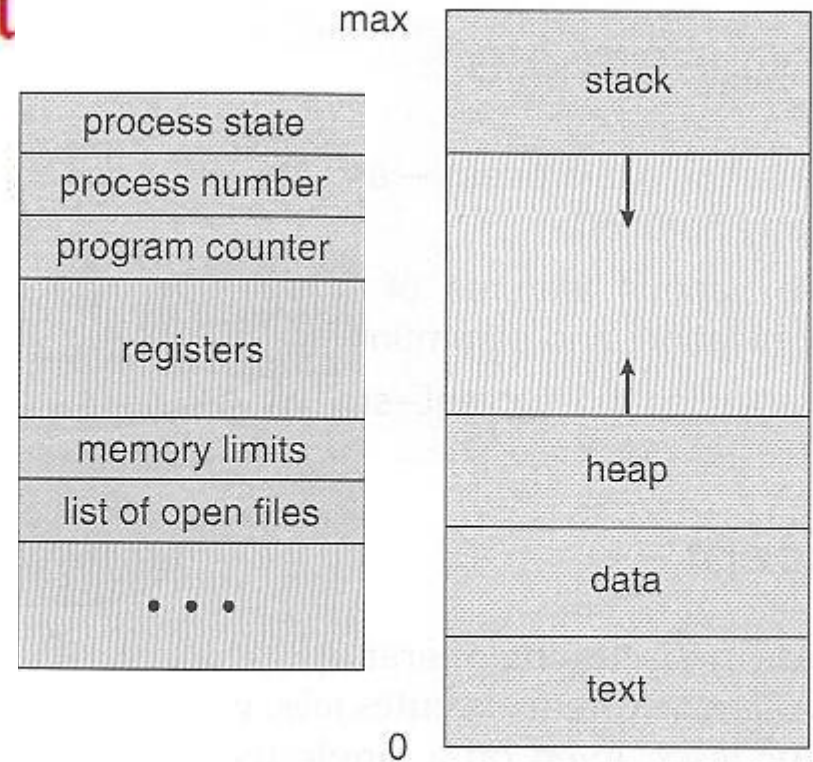 process state
process number
program counter
registers
memory limits
list of open files
• • •
max
stack
heap
data
text
0